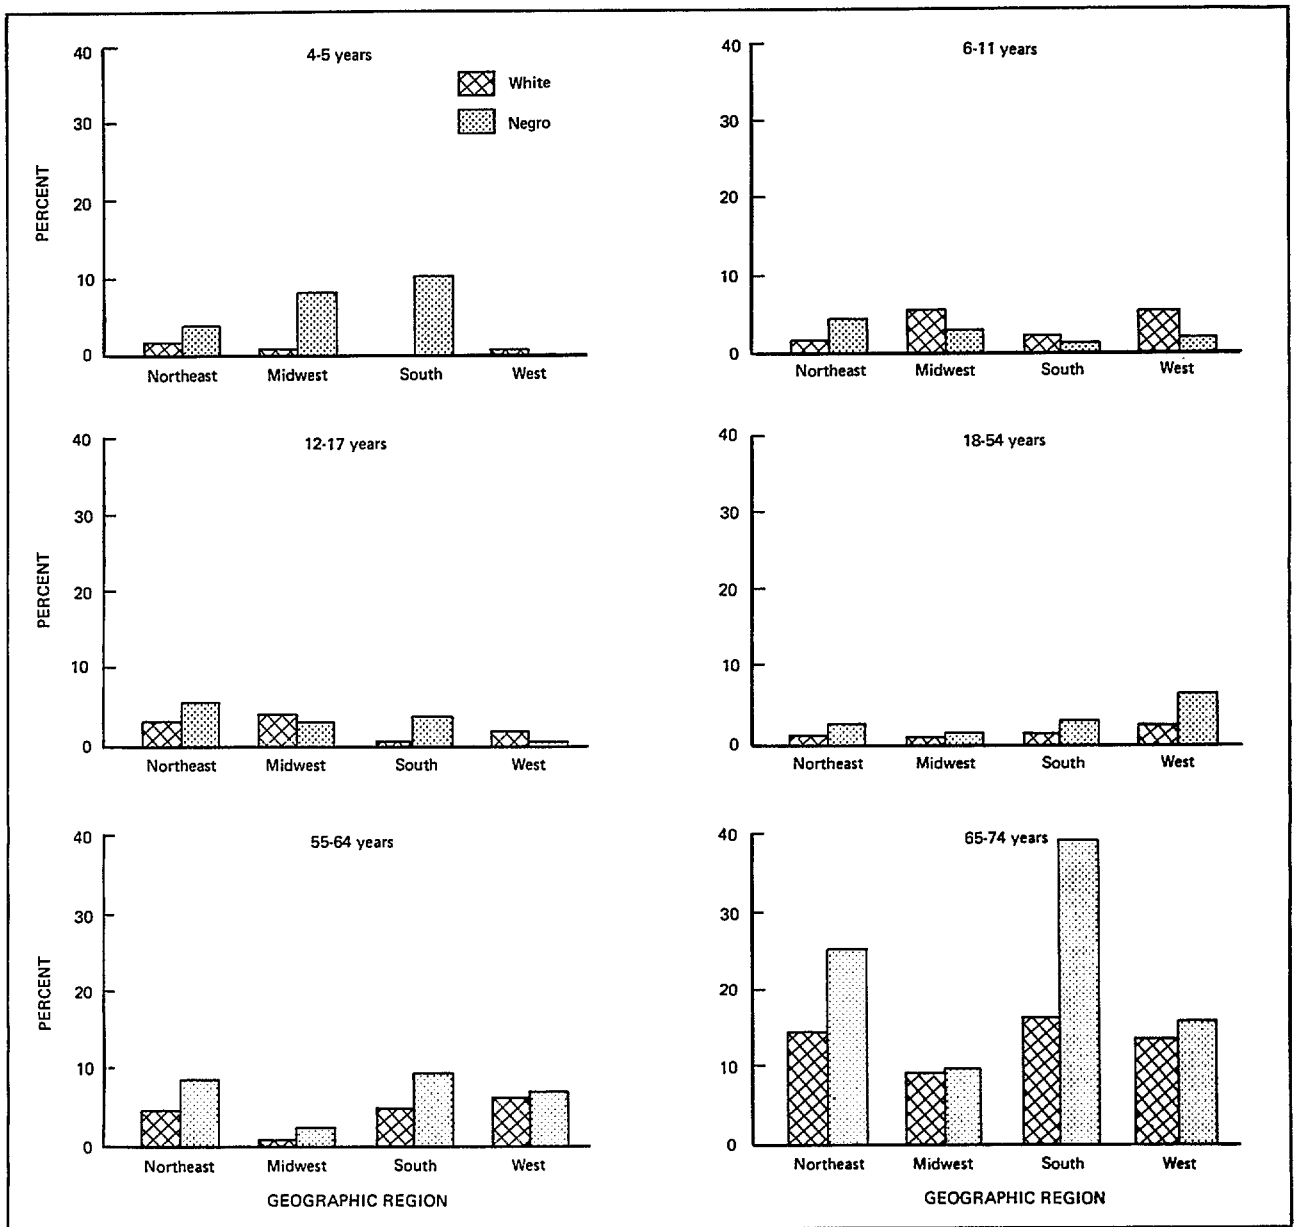 4-5 years
White
Negro
40
30
20
10
0
PERCENT
Northeast Midwest South West
6-11 years
40
30
20
10
0
Northeast Midwest South West
12-17 years
40
30
20
10
0
PERCENT
Northeast Midwest South West
18-54 years
40
30
20
10
0
Northeast Midwest South West
55-64 years
40
30
20
10
0
PERCENT
Northeast Midwest South West
GEOGRAPHIC REGION
65-74 years
40
30
20
10
0
Northeast Midwest South West
GEOGRAPHIC REGION